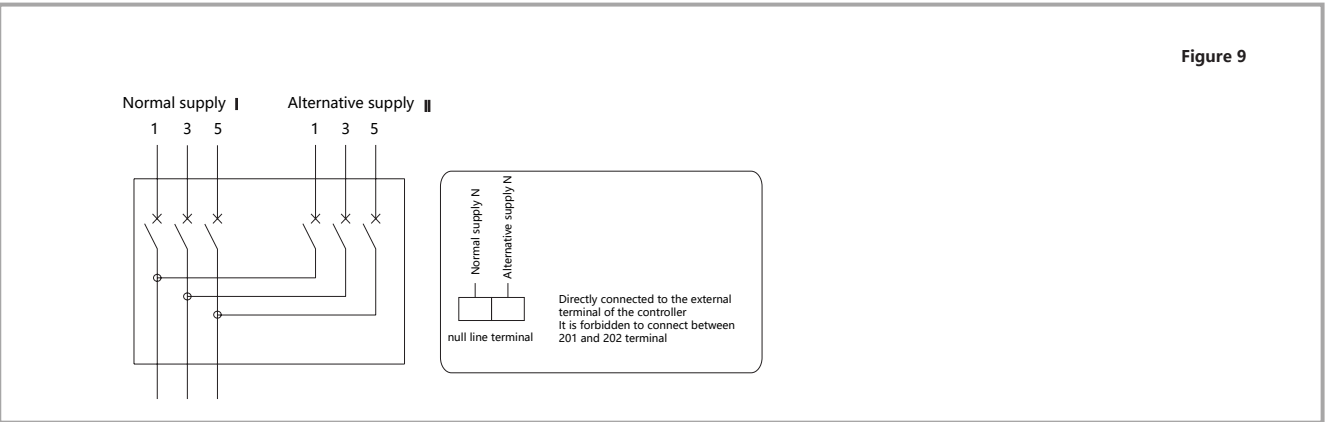 Figure 9
Normal supply I
Alternative supply II
1 3 5
1 3 5
Normal supply N
Alternative supply N
null line terminal
Directly connected to the external
terminal of the controller
It is forbidden to connect between
201 and 202 terminal